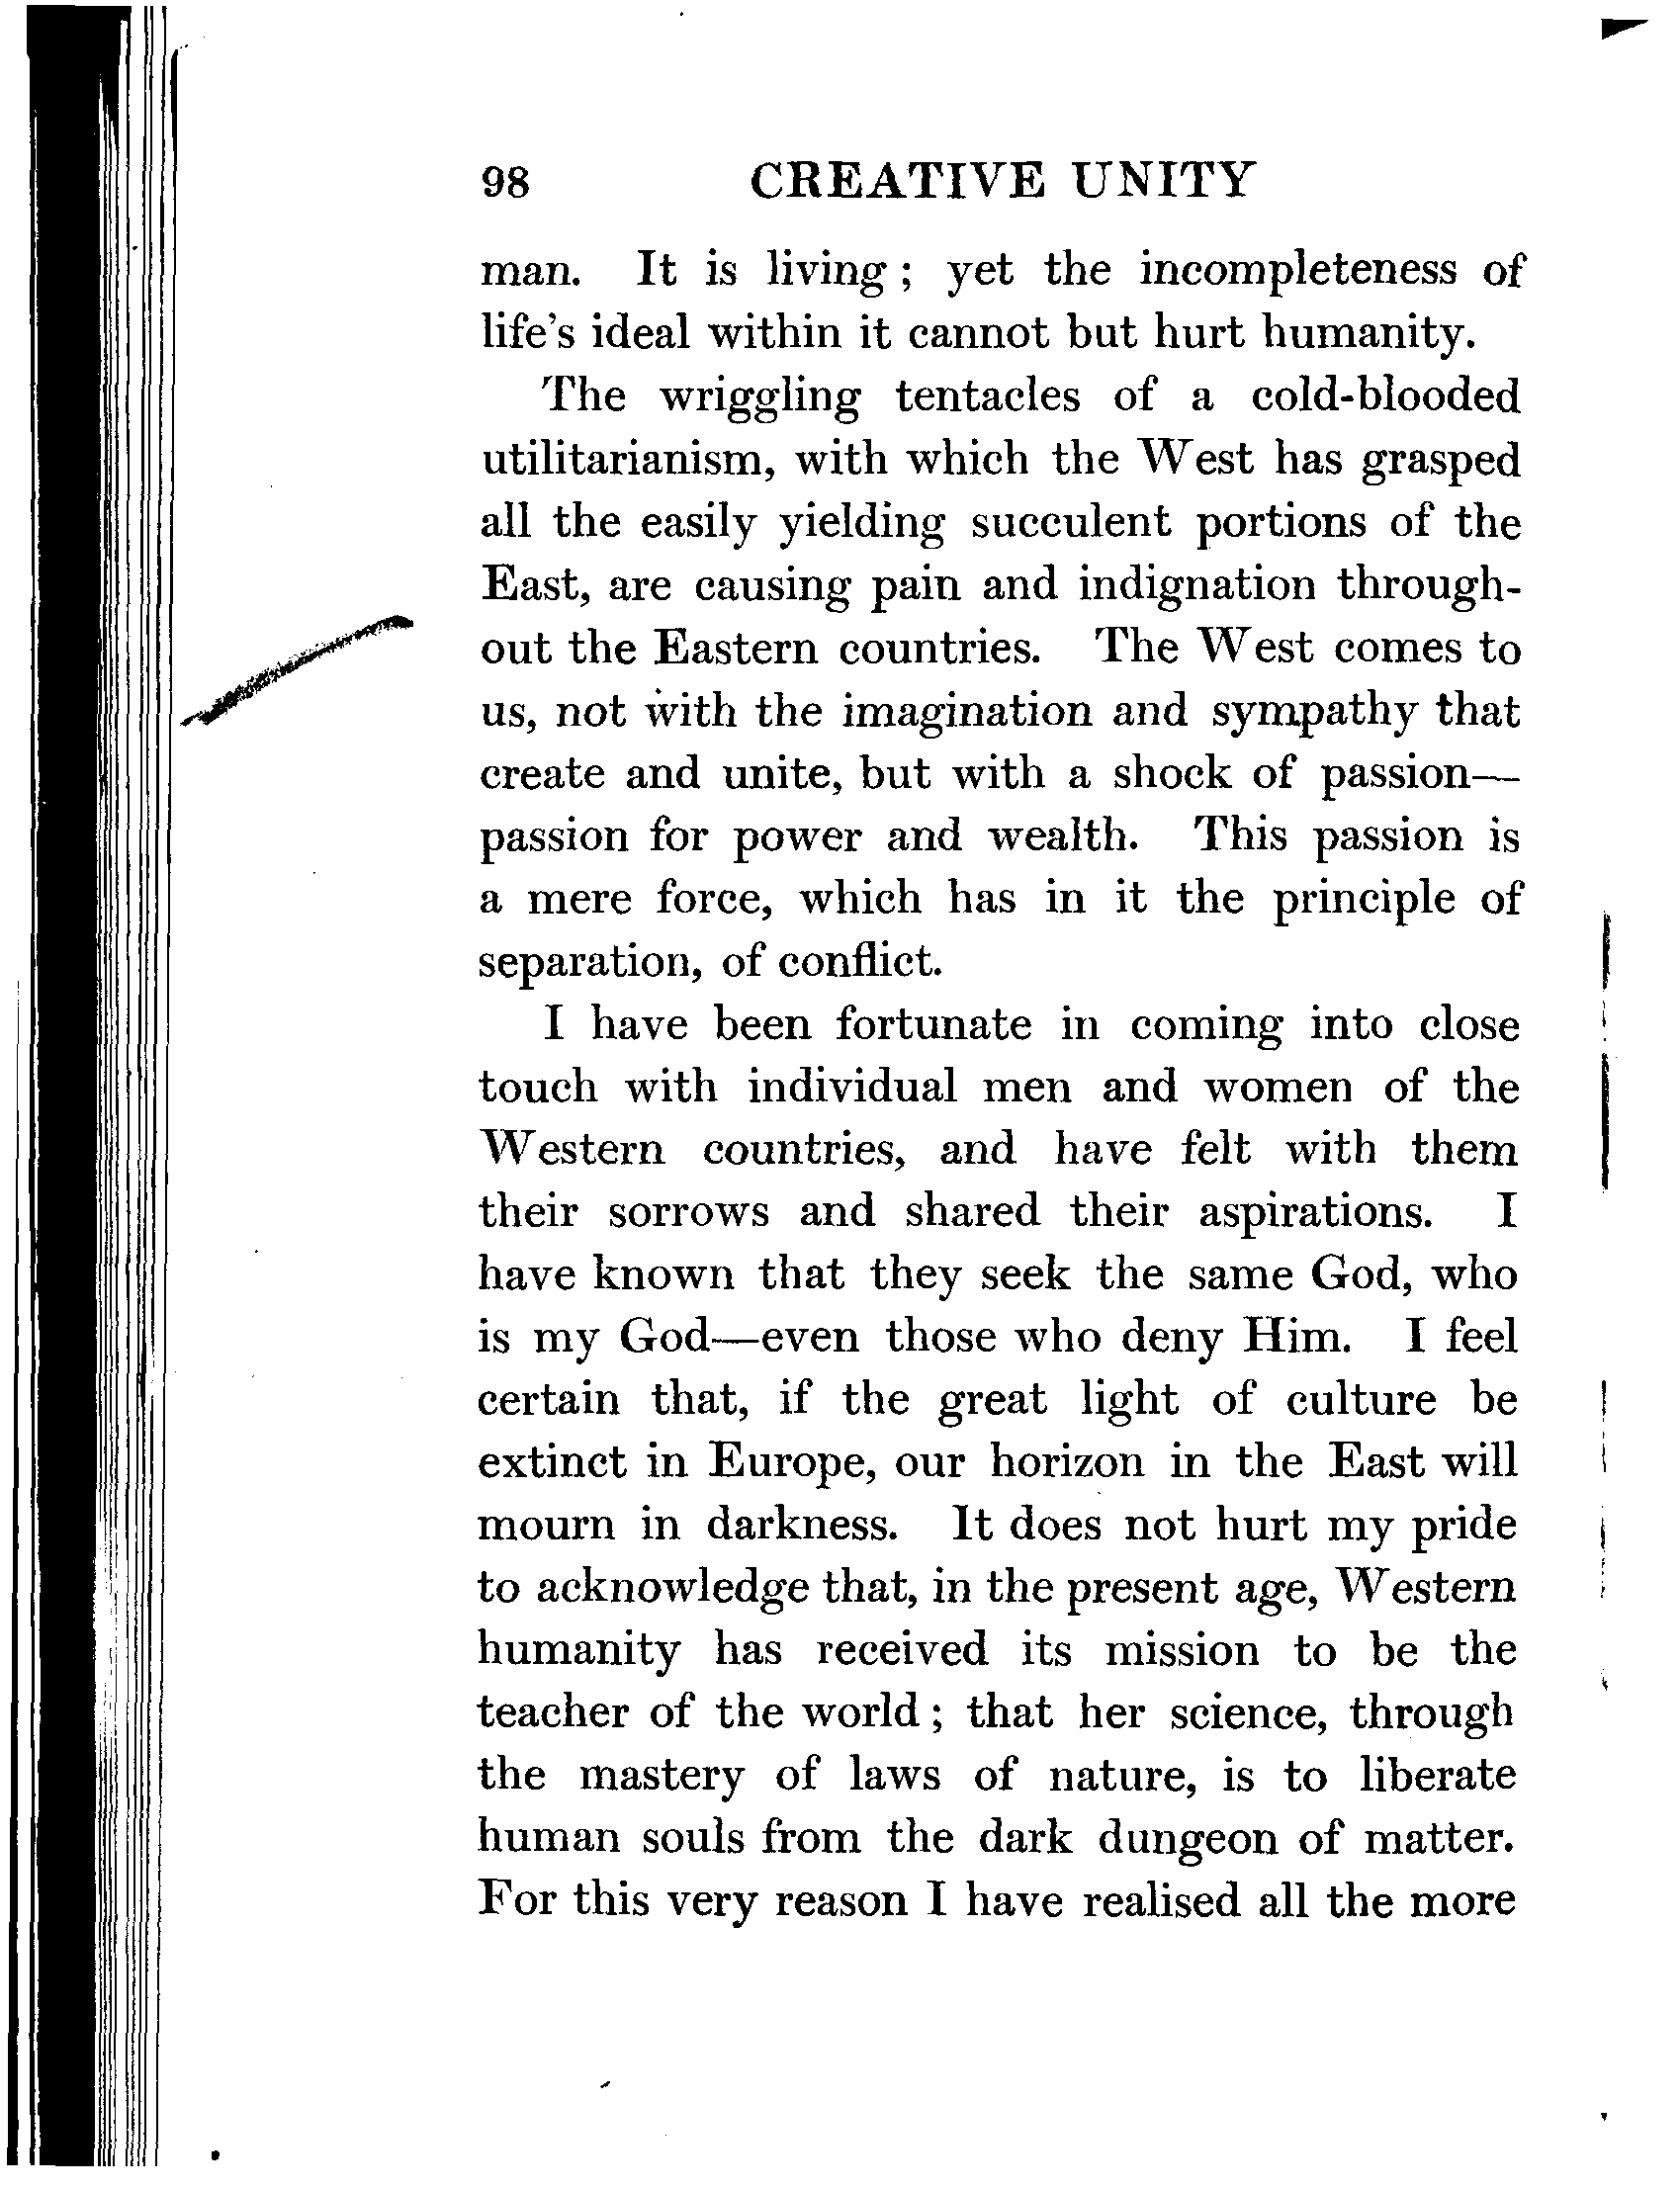 98 CREATIVE UNITY
man. It is living ; yet the incompleteness of
life's ideal within it cannot but hurt humanity.
The wriggling tentacles of a cold-blooded
utilitarianism, with which the West has grasped
all the easily yielding succulent portions of the
East, are causing pain and indignation through-
out the Eastern countries. The West comes to
us, not with the imagination and sympathy that
create and unite, but with a shock of passion—
passion for power and wealth. This passion is
a mere force, which has in it the principle of
separation, of conflict.
I have been fortunate in coming into close
touch with individual men and women of the
Western countries, and have felt with them
their sorrows and shared their aspirations. I
have known that they seek the same God, who
is my God—even those who deny Him. I feel
certain that, if the great light of culture be
extinct in Europe, our horizon in the East will
mourn in darkness. It does not hurt my pride
to acknowledge that, in the present age, Western
humanity has received its mission to be the
teacher of the world ; that her science, through
the mastery of laws of nature, is to liberate
human souls from the dark dungeon of matter.
For this very reason I have realised all the more